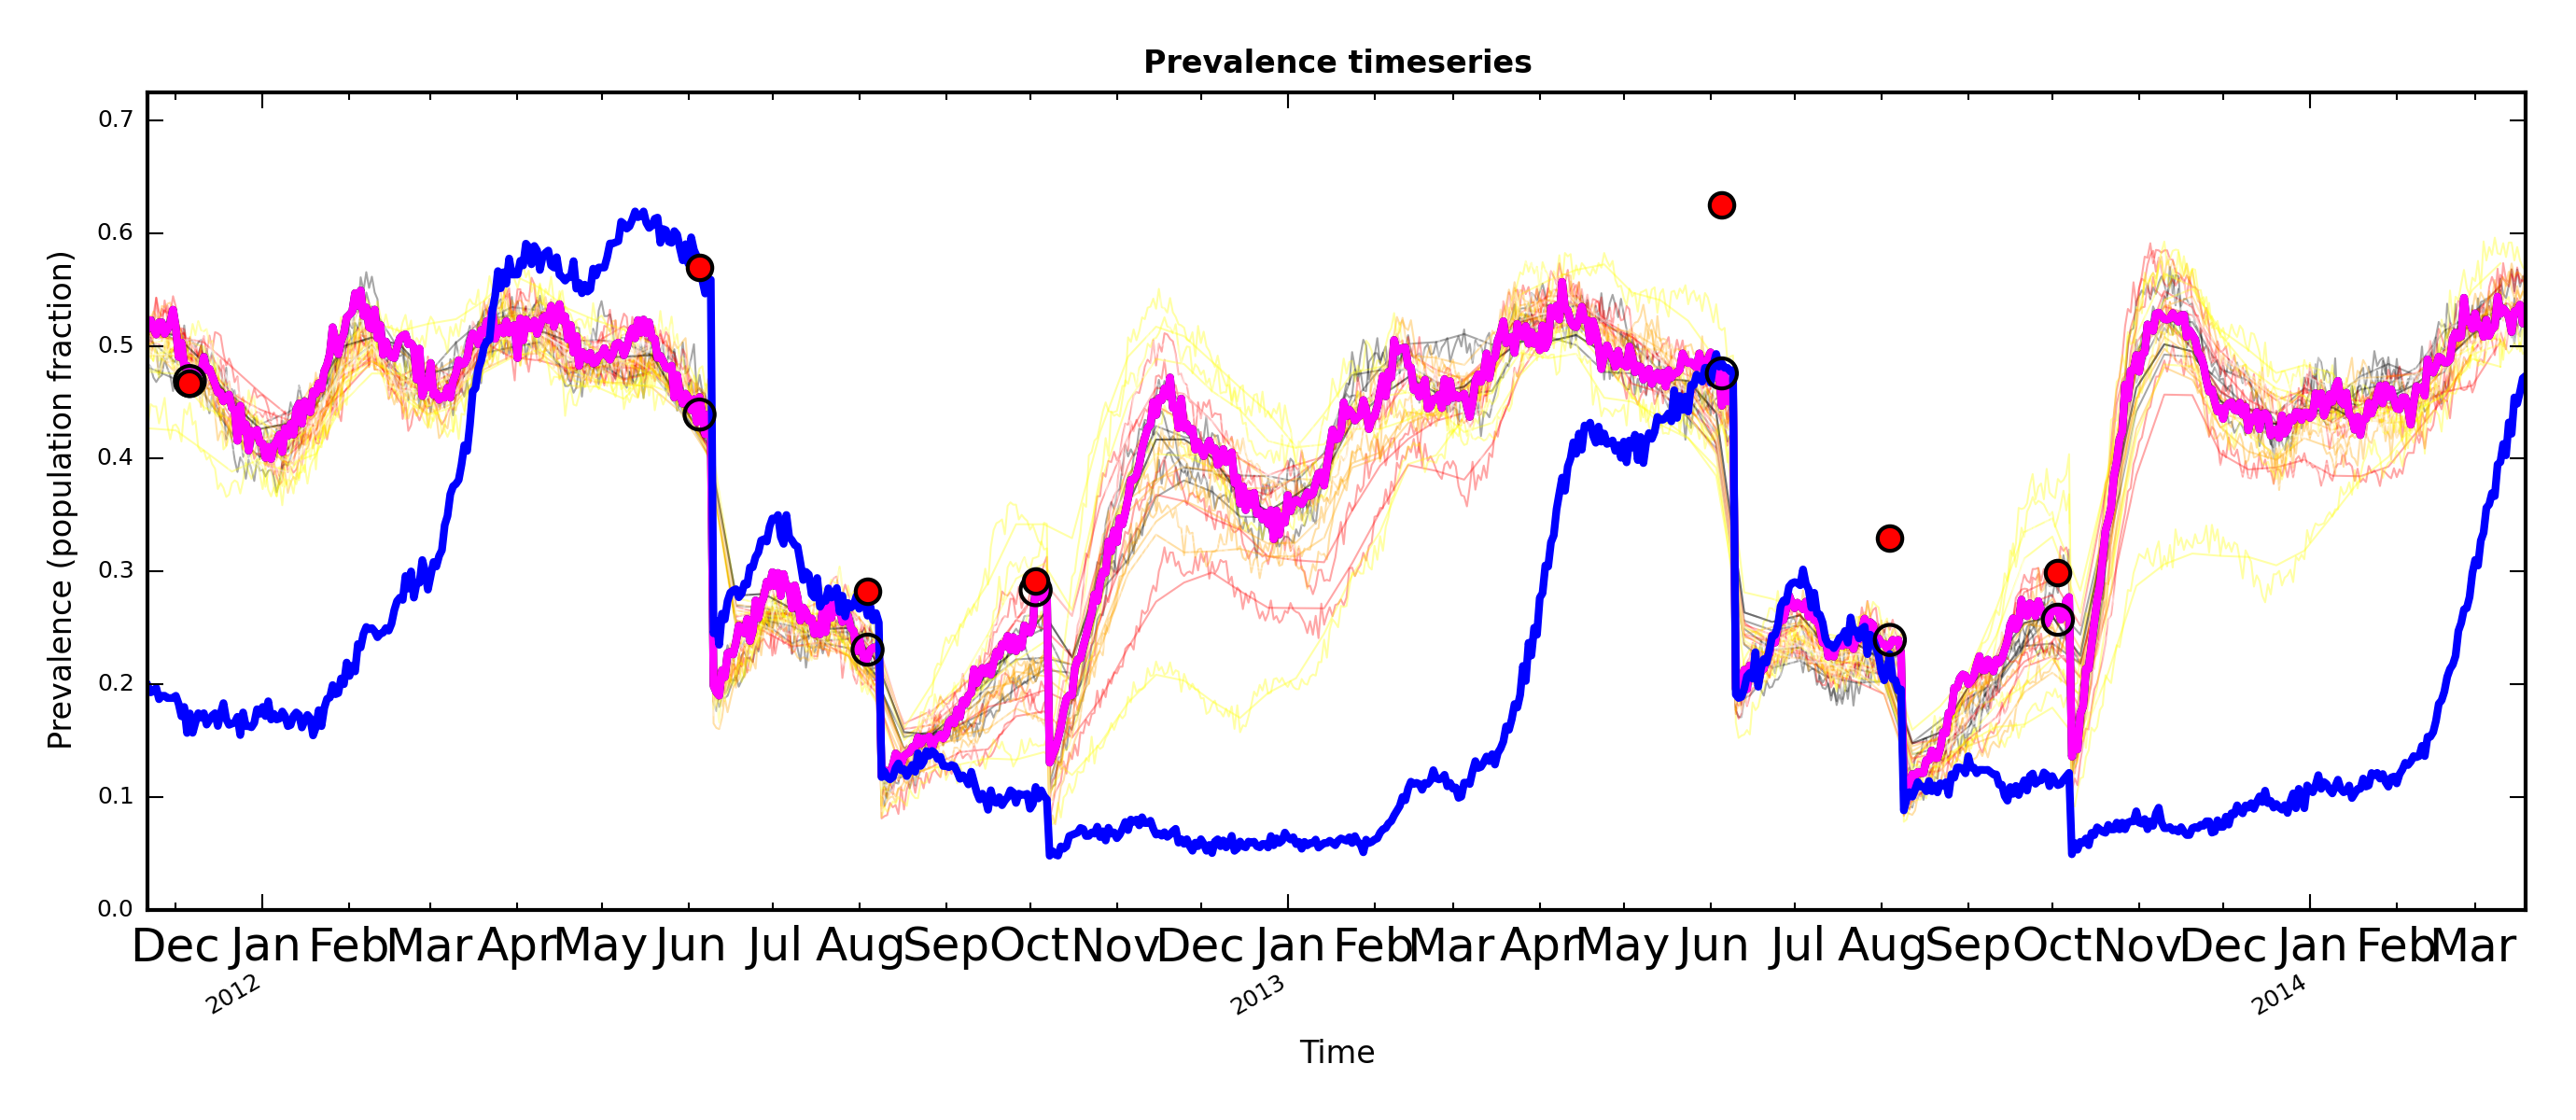 Prevalence timeseries
Prevalence (population fraction)
0.7
0.6
0.5
0.4
0.3
0.2
0.1
0.0
Dec Jan Feb Mar Apr May Jun Jul Aug Sep Oct Nov Dec Jan Feb Mar Apr May Jun Jul Aug Sep Oct Nov Dec Jan Feb Mar
2012 2013 2014
Time